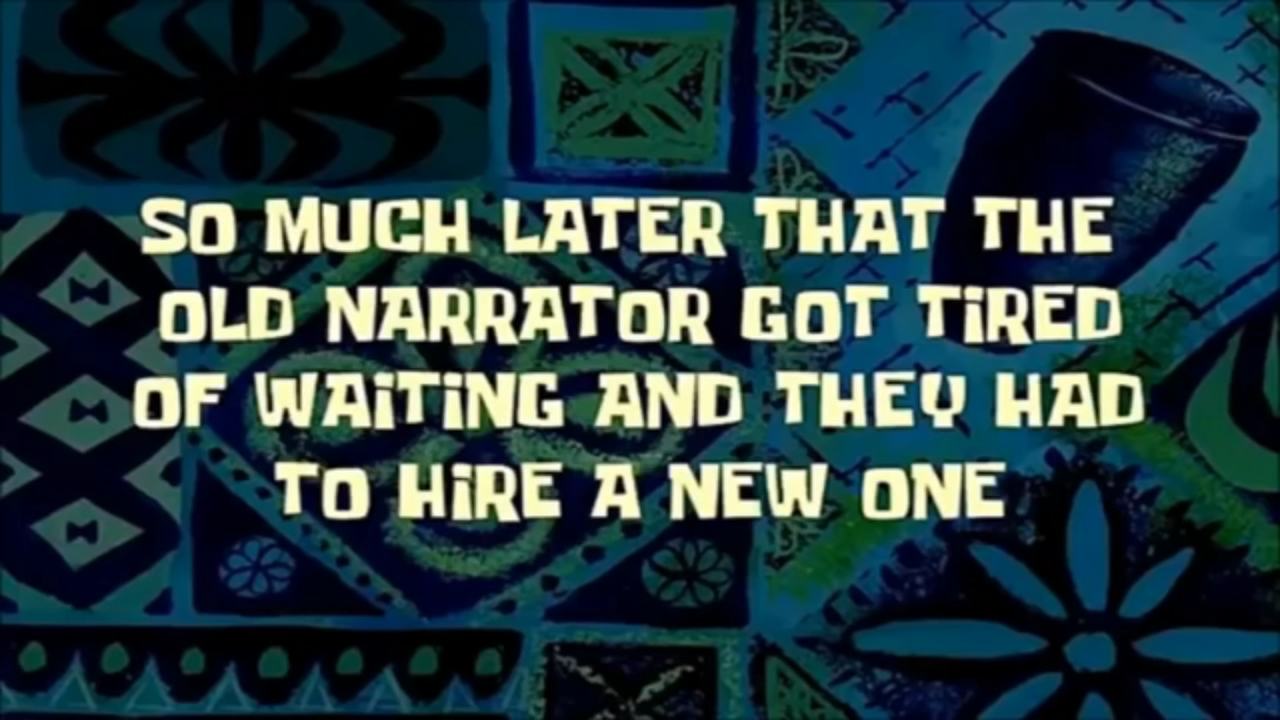 SO MUCH LATER THAT THE
OLD NARRATOR GOT TiRED
OF WAiTiNG AND THEY HAD
TO HiRE A NEW ONE